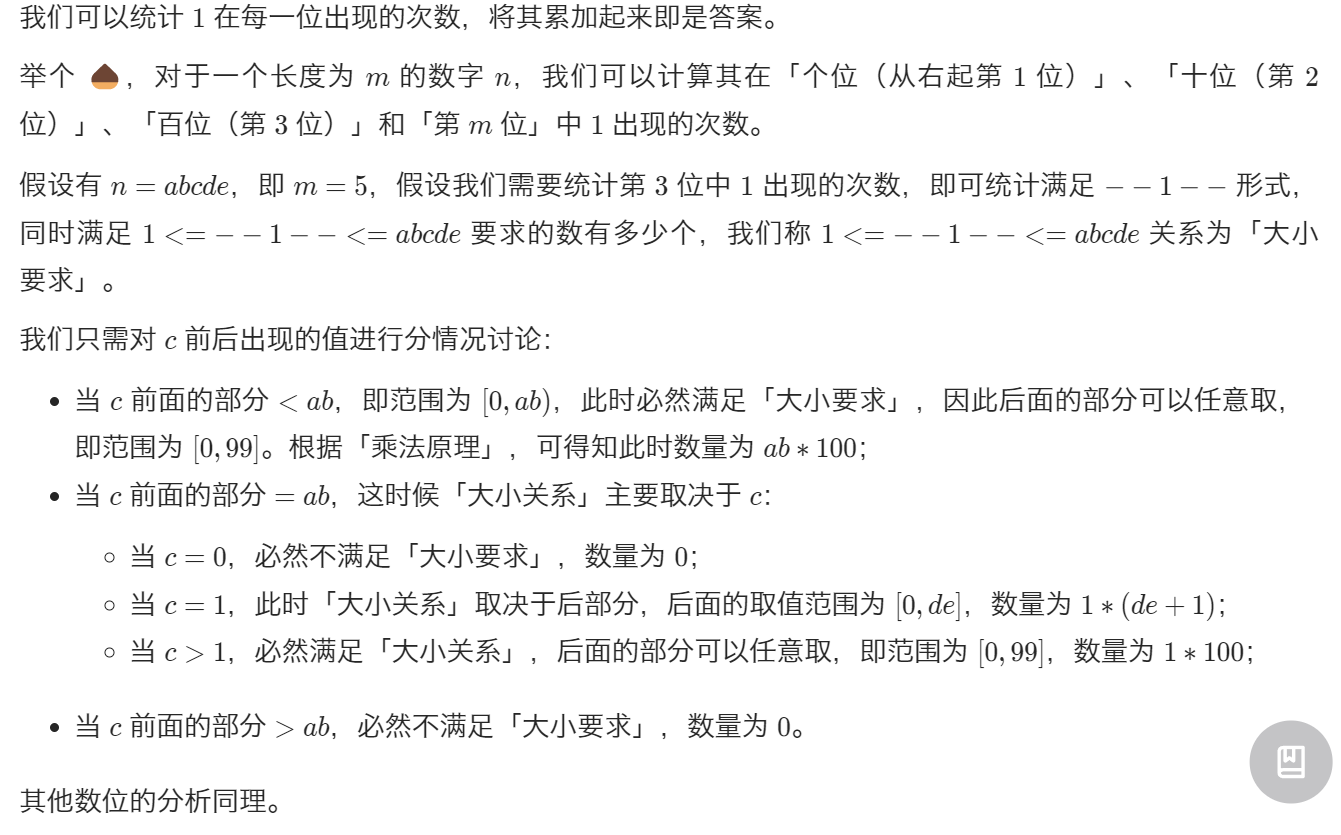 我们可以统计 1 在每一位出现的次数，将其累加起来即是答案。
举个 🌰，对于一个长度为 m 的数字 n，我们可以计算其在「个位（从右起第 1 位）」、「十位（第 2
位）」、「百位（第 3 位）」和「第 m 位」中 1 出现的次数。
假设有 n = abcde，即 m = 5，假设我们需要统计第 3 位中 1 出现的次数，即可统计满足 − − 1 − − 形式，
同时满足 1 <= − − 1 − − <= abcde 要求的数有多少个，我们称 1 <= − − 1 − − <= abcde 关系为「大小
要求」。
我们只需对 c 前后出现的值进行分情况讨论：
• 当 c 前面的部分 < ab，即范围为 [0, ab)，此时必然满足「大小要求」，因此后面的部分可以任意取，
即范围为 [0, 99]。根据「乘法原理」，可得知此时数量为 ab ∗ 100；
• 当 c 前面的部分 = ab，这时候「大小关系」主要取决于 c：
◦ 当 c = 0，必然不满足「大小要求」，数量为 0；
◦ 当 c = 1，此时「大小关系」取决于后部分，后面的取值范围为 [0, de]，数量为 1 ∗ (de + 1)；
◦ 当 c > 1，必然满足「大小关系」，后面的部分可以任意取，即范围为 [0, 99]，数量为 1 ∗ 100；
• 当 c 前面的部分 > ab，必然不满足「大小要求」，数量为 0。
其他数位的分析同理。